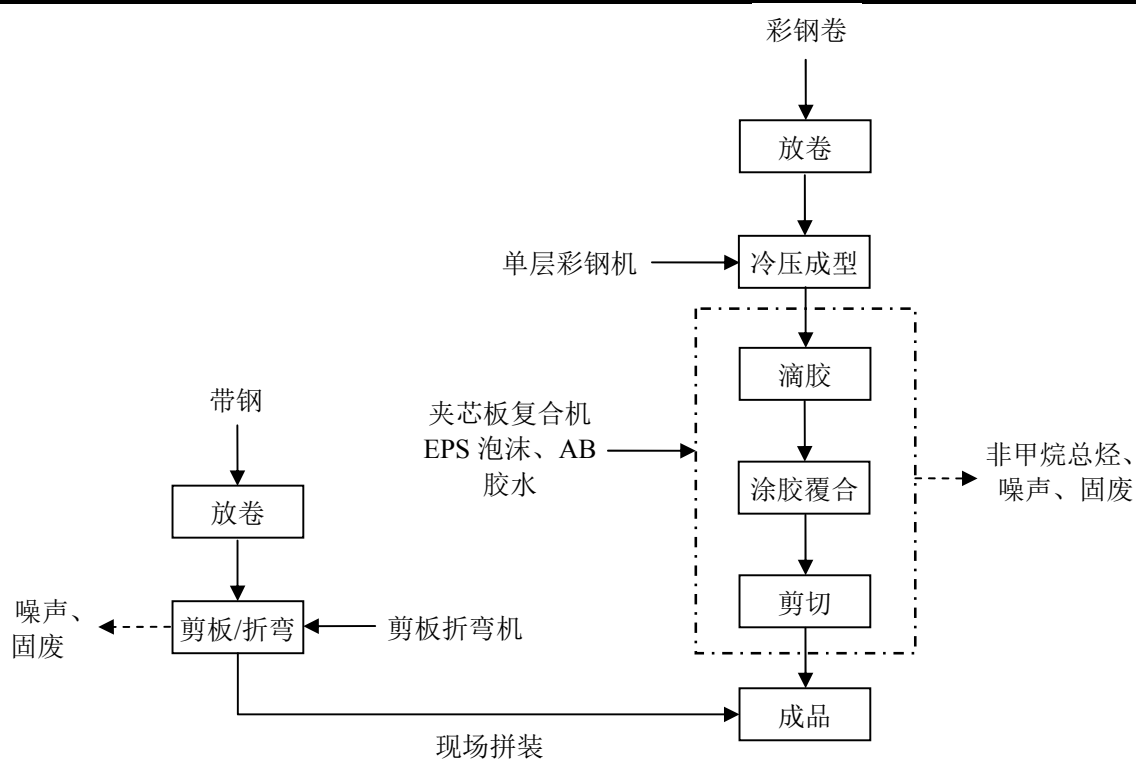 彩钢卷
放卷
单层彩钢机
冷压成型
滴胶
带钢
夹芯板复合机
EPS 泡沫、AB
胶水
涂胶覆合
非甲烷总烃、
噪声、固废
放卷
剪切
噪声、
固废
剪板/折弯
剪板折弯机
成品
现场拼装